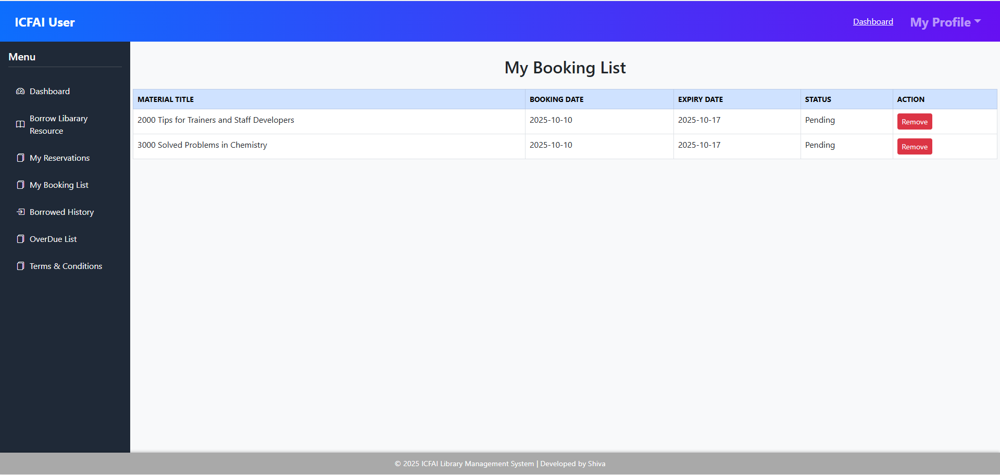 ICFAI User
Dashboard
My Profile
Menu
Dashboard
Borrow Libarary
Resource
My Reservations
My Booking List
Borrowed History
OverDue List
Terms & Conditions
My Booking List
MATERIAL TITLE BOOKING DATE EXPIRY DATE STATUS ACTION
2000 Tips for Trainers and Staff Developers 2025-10-10 2025-10-17 Pending Remove
3000 Solved Problems in Chemistry 2025-10-10 2025-10-17 Pending Remove
© 2025 ICFAI Library Management System | Developed by Shiva